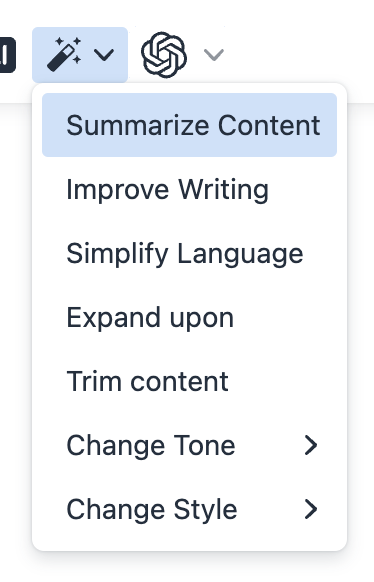 Summarize Content
Improve Writing
Simplify Language
Expand upon
Trim content
Change Tone
Change Style